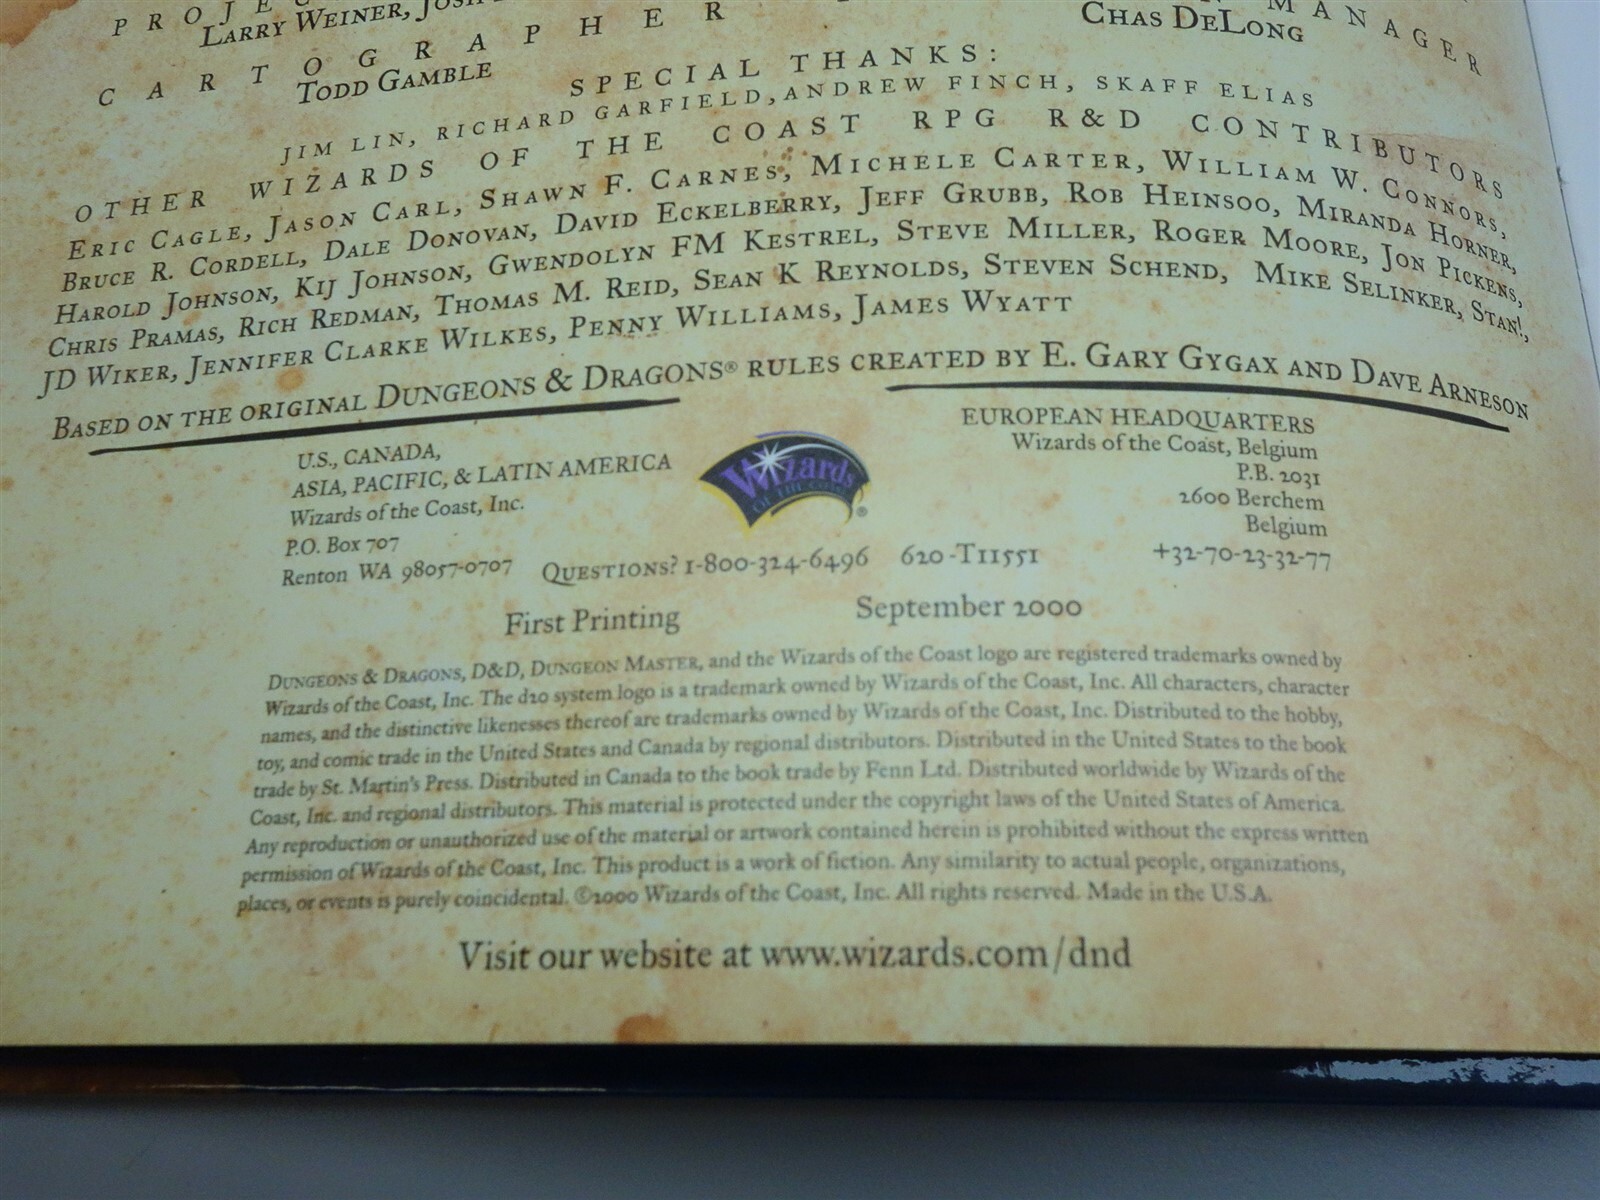 PROJE
MANAGER
LARRY WEINER, JOSH
CHAS DELONG
CARTOGRAPHER
TODD GAMBLE
SPECIAL THANKS:
JIM LIN, RICHARD GARFIELD, ANDREW FINCH, SKAFF ELIAS
OTHER WIZARDS OF THE COAST RPG R&D CONTRIBUTORS
ERIC CAGLE, JASON CARL, SHAWN F. CARNES, MICHELE CARTER, WILLIAM W. CONNORS,
BRUCE R. CORDELL, DALE DONOVAN, DAVID ECKELBERRY, JEFF GRUBB, ROB HEINSOO, MIRANDA HORNER,
HAROLD JOHNSON, KIJ JOHNSON, GWENDOLYN FM KESTREL, STEVE MILLER, ROGER MOORE, JON PICKENS,
CHRIS PRAMAS, RICH REDMAN, THOMAS M. REID, SEAN K REYNOLDS, STEVEN SCHEND, MIKE SELINKER, STAN!,
JD WIKER, JENNIFER CLARKE WILKES, PENNY WILLIAMS, JAMES WYATT
BASED ON THE ORIGINAL DUNGEONS & DRAGONS® RULES CREATED BY E. GARY GYGAX AND DAVE ARNESON
U.S., CANADA,
ASIA, PACIFIC, & LATIN AMERICA
Wizards of the Coast, Inc.
P.O. Box 707
Renton WA 98057-0707
Wizards
OF THE COAST ®
EUROPEAN HEADQUARTERS
Wizards of the Coast, Belgium
P.B. 2031
2600 Berchem
Belgium
+32-70-23-32-77
QUESTIONS? 1-800-324-6496 620-T11551
First Printing September 2000
DUNGEONS & DRAGONS, D&D, DUNGEON MASTER, and the Wizards of the Coast logo are registered trademarks owned by
Wizards of the Coast, Inc. The d20 system logo is a trademark owned by Wizards of the Coast, Inc. All characters, character
names, and the distinctive likenesses thereof are trademarks owned by Wizards of the Coast, Inc. Distributed to the hobby,
toy, and comic trade in the United States and Canada by regional distributors. Distributed in the United States to the book
trade by St. Martin's Press. Distributed in Canada to the book trade by Fenn Ltd. Distributed worldwide by Wizards of the
Coast, Inc. and regional distributors. This material is protected under the copyright laws of the United States of America.
Any reproduction or unauthorized use of the material or artwork contained herein is prohibited without the express written
permission of Wizards of the Coast, Inc. This product is a work of fiction. Any similarity to actual people, organizations,
places, or events is purely coincidental. ©2000 Wizards of the Coast, Inc. All rights reserved. Made in the U.S.A.
Visit our website at www.wizards.com/dnd